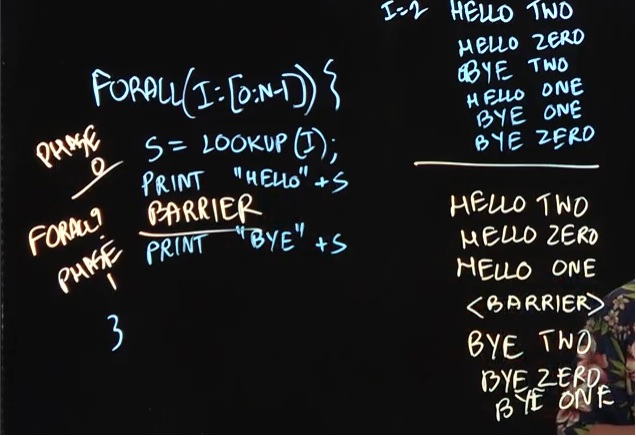 FORALL(I:[0:N-1]) {
PHASE
0
S = LOOKUP(I);
PRINT "HELLO"+S
BARRIER
FORALL?
PHASE
1
PRINT "BYE"+S
}
I=2 HELLO TWO
HELLO ZERO
BYE TWO
HELLO ONE
BYE ONE
BYE ZERO
HELLO TWO
HELLO ZERO
HELLO ONE
<BARRIER>
BYE TWO
BYE ZERO
BYE ONE